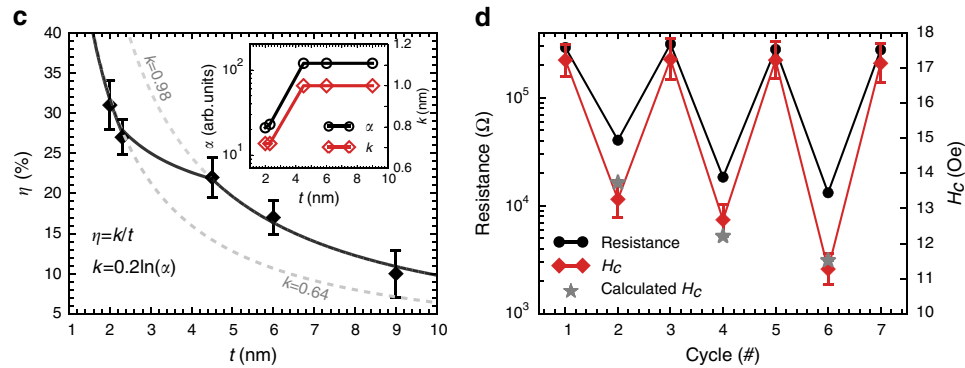 c
40
35
30
25
20
15
10
5
η (%)
1 2 3 4 5 6 7 8 9 10
t (nm)
k=0.98
k=0.64
η=k/t
k=0.2ln(α)
10²
10¹
α (arb.units)
1.2
1.0
0.8
0.6
k (nm)
0 2 4 6 8 10
t (nm)
α
k
d
10⁵
10⁴
10³
Resistance (Ω)
18
17
16
15
14
13
12
11
10
Hc (Oe)
1 2 3 4 5 6 7
Cycle (#)
Resistance
Hc
Calculated Hc